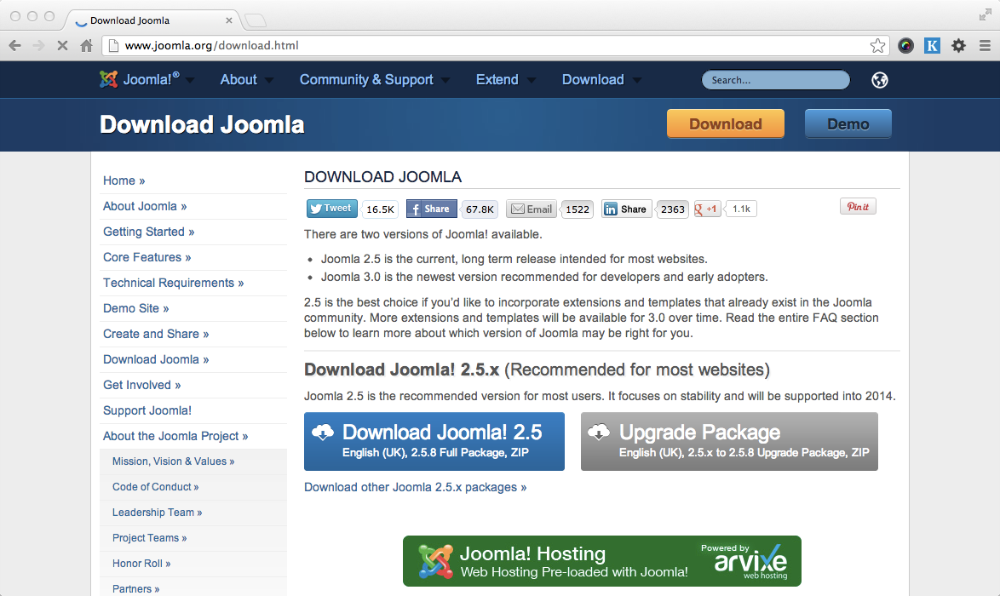 Download Joomla
www.joomla.org/download.html
K
Joomla!® About Community & Support Extend Download Search...
Download Joomla Download Demo
Home »
About Joomla »
Getting Started »
Core Features »
Technical Requirements »
Demo Site »
Create and Share »
Download Joomla »
Get Involved »
Support Joomla!
About the Joomla Project »
Mission, Vision & Values »
Code of Conduct »
Leadership Team »
Project Teams »
Honor Roll »
Partners »
DOWNLOAD JOOMLA
Tweet 16.5K f Share 67.8K Email 1522 in Share 2363 g +1 1.1k Pin it
There are two versions of Joomla! available.
• Joomla 2.5 is the current, long term release intended for most websites.
• Joomla 3.0 is the newest version recommended for developers and early adopters.
2.5 is the best choice if you’d like to incorporate extensions and templates that already exist in the Joomla
community. More extensions and templates will be available for 3.0 over time. Read the entire FAQ section
below to learn more about which version of Joomla may be right for you.
Download Joomla! 2.5.x (Recommended for most websites)
Joomla 2.5 is the recommended version for most users. It focuses on stability and will be supported into 2014.
Download Joomla! 2.5
English (UK), 2.5.8 Full Package, ZIP
Upgrade Package
English (UK), 2.5.x to 2.5.8 Upgrade Package, ZIP
Download other Joomla 2.5.x packages »
Joomla! Hosting
Web Hosting Pre-loaded with Joomla!
Powered by
arvixe
web hosting